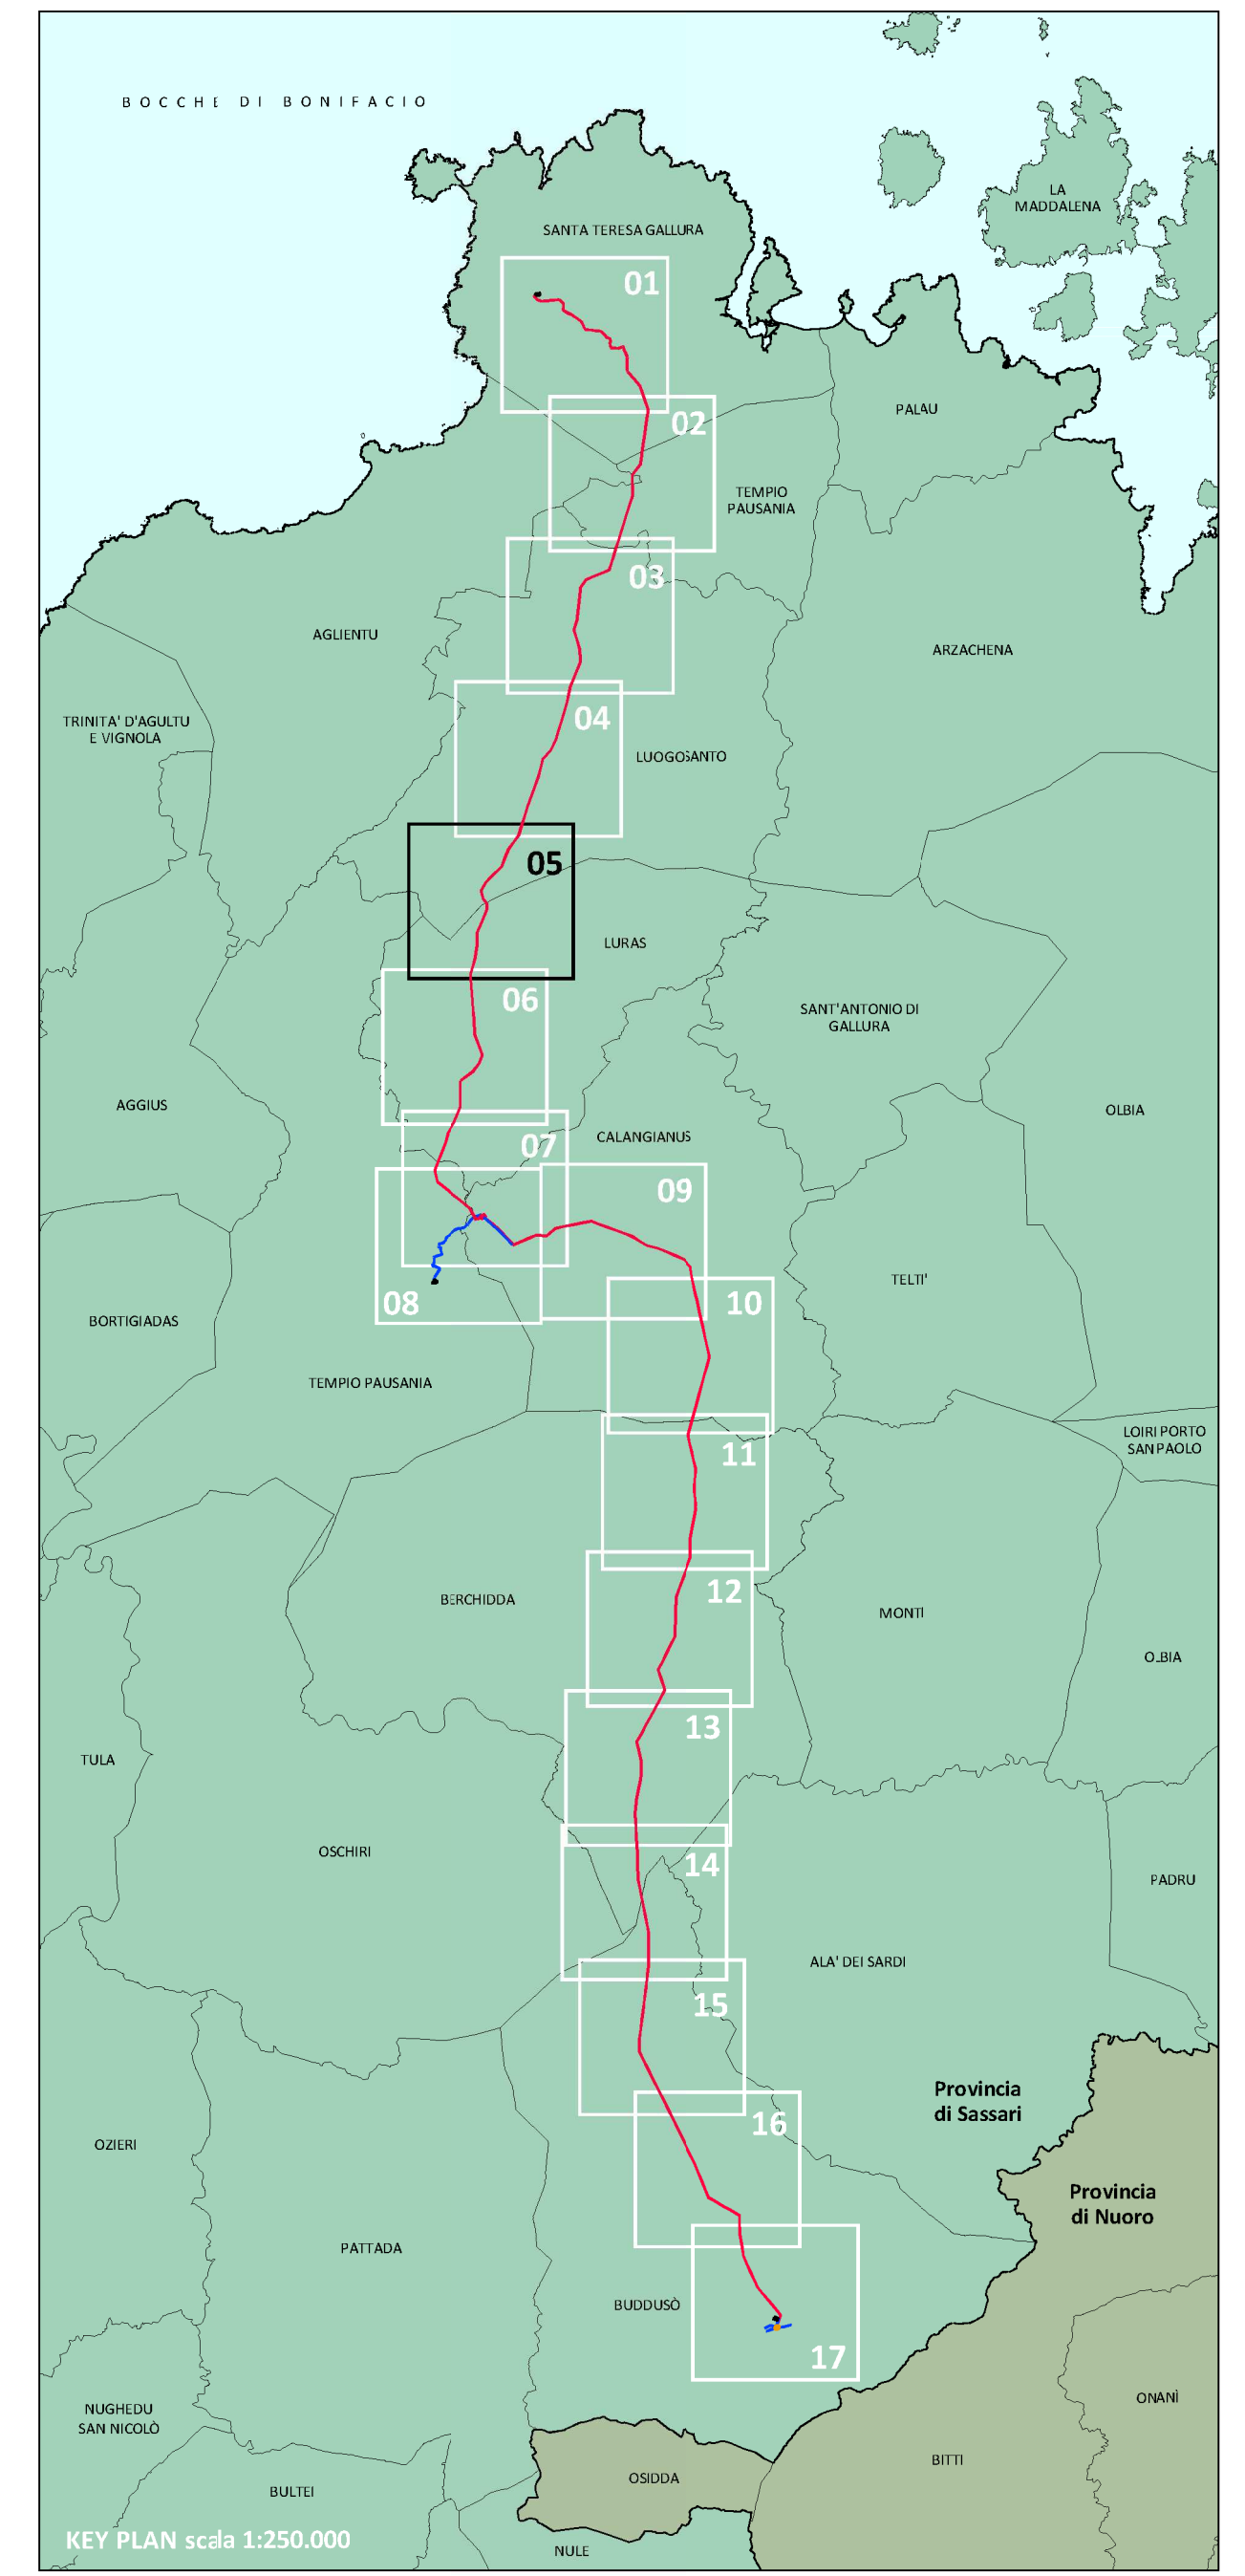 BOCCHE DI BONIFACIO
LA
MADDALENA
SANTA TERESA GALLURA
01
PALAU
02
TEMPIO
PAUSANIA
03
AGLIENTU
ARZACHENA
04
TRINITA' D'AGULTU
E VIGNOLA
LUOGOSANTO
05
LURAS
06
SANT'ANTONIO DI
GALLURA
AGGIUS
OLBIA
CALANGIANUS
07
09
TELTI'
08
10
BORTIGIADAS
TEMPIO PAUSANIA
LOIRI PORTO
SAN PAOLO
11
12
BERCHIDDA
MONTI
OLBIA
13
TULA
OSCHIRI
14
PADRU
ALA' DEI SARDI
15
Provincia
di Sassari
16
OZIERI
Provincia
di Nuoro
PATTADA
BUDDUSÒ
17
ONANÌ
NUGHEDU
SAN NICOLÒ
BITTI
OSIDDA
BULTEI
KEY PLAN scala 1:250.000
NULE